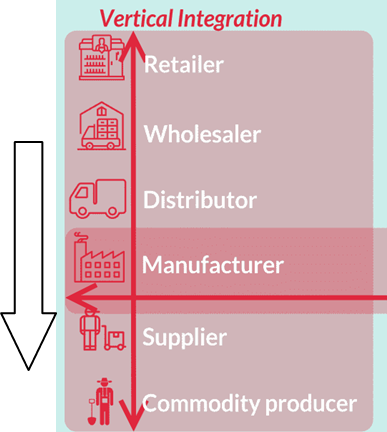 Vertical Integration
Retailer
Wholesaler
Distributor
Manufacturer
Supplier
Commodity producer